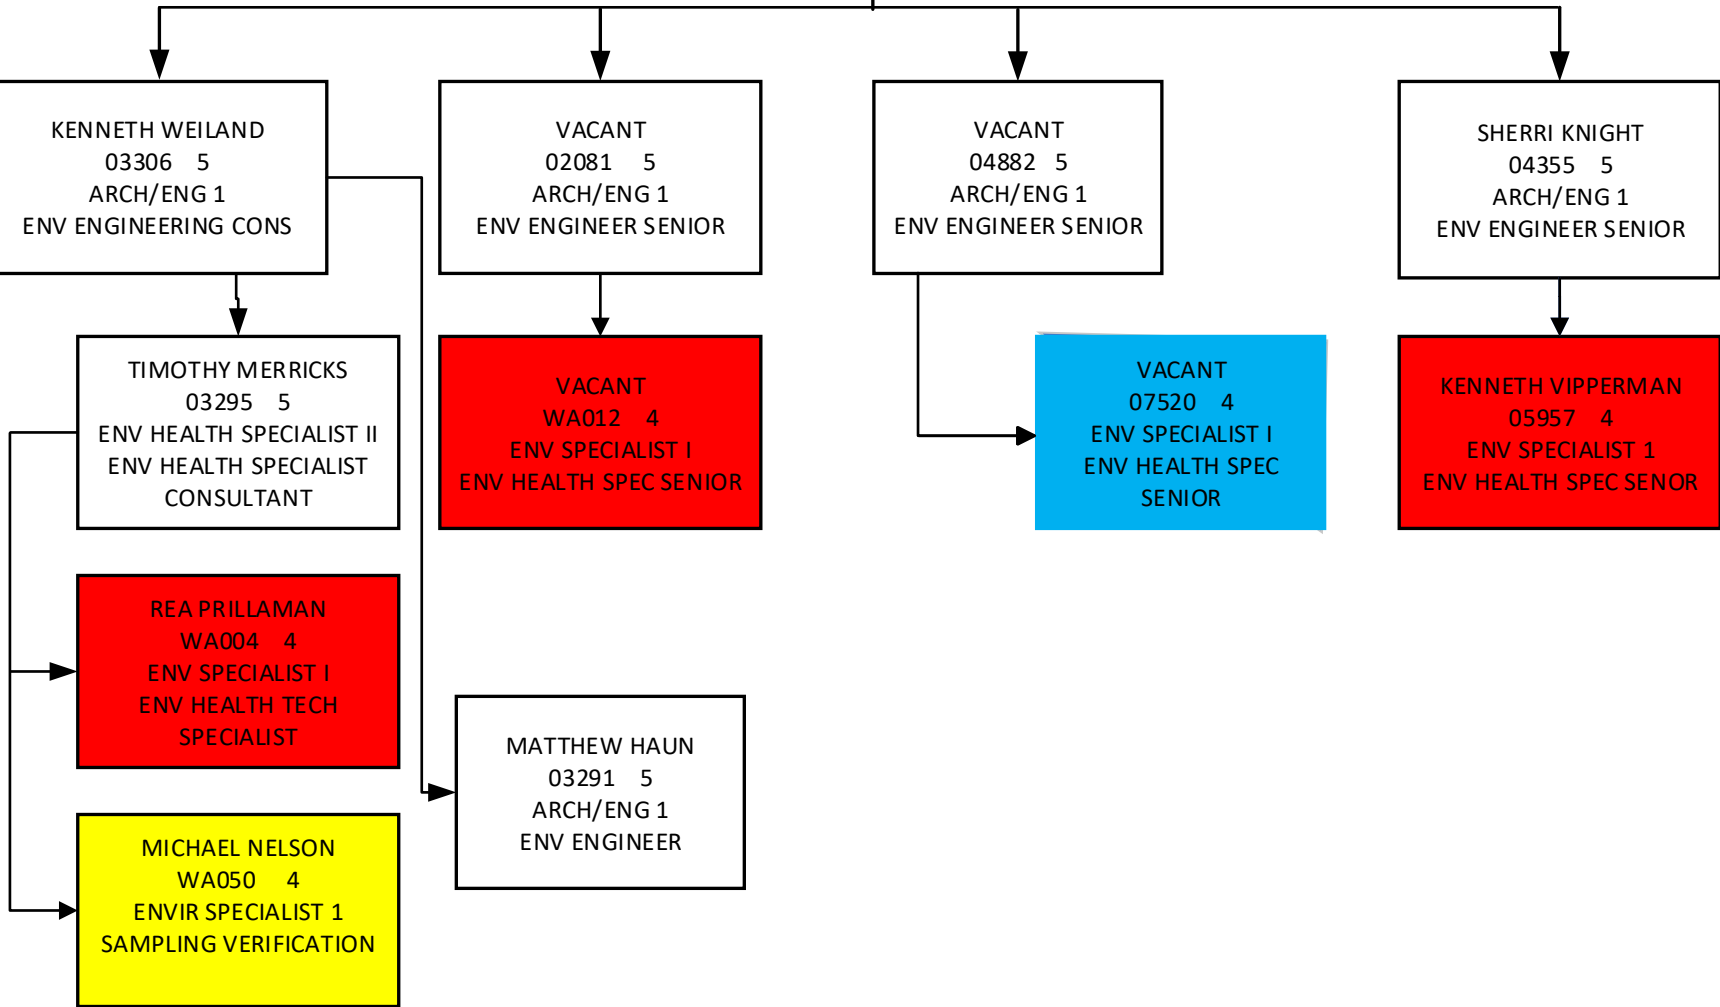 KENNETH WEILAND
03306 5
ARCH/ENG 1
ENV ENGINEERING CONS
VACANT
02081 5
ARCH/ENG 1
ENV ENGINEER SENIOR
VACANT
04882 5
ARCH/ENG 1
ENV ENGINEER SENIOR
SHERRI KNIGHT
04355 5
ARCH/ENG 1
ENV ENGINEER SENIOR
TIMOTHY MERRICKS
03295 5
ENV HEALTH SPECIALIST II
ENV HEALTH SPECIALIST
CONSULTANT
VACANT
WA012 4
ENV SPECIALIST I
ENV HEALTH SPEC SENIOR
VACANT
07520 4
ENV SPECIALIST I
ENV HEALTH SPEC
SENIOR
KENNETH VIPPERMAN
05957 4
ENV SPECIALIST 1
ENV HEALTH SPEC SENOR
REA PRILLAMAN
WA004 4
ENV SPECIALIST I
ENV HEALTH TECH
SPECIALIST
MATTHEW HAUN
03291 5
ARCH/ENG 1
ENV ENGINEER
MICHAEL NELSON
WA050 4
ENVIR SPECIALIST 1
SAMPLING VERIFICATION